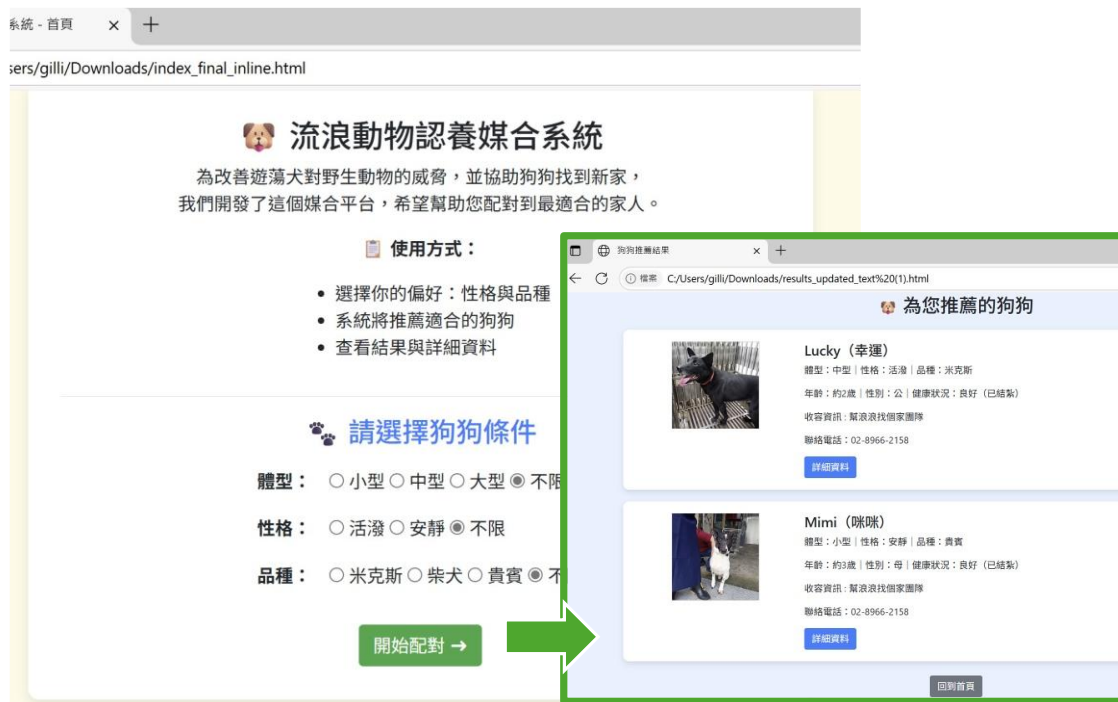 系統 - 首頁
sers/gilli/Downloads/index_final_inline.html
流浪動物認養媒合系統
為改善遊蕩犬對野生動物的威脅，並協助狗狗找到新家，
我們開發了這個媒合平台，希望幫助您配對到最適合的家人。
使用方式：
• 選擇你的偏好：性格與品種
• 系統將推薦適合的狗狗
• 查看結果與詳細資料
請選擇狗狗條件
體型： 小型 中型 大型 不限
性格： 活潑 安靜 不限
品種： 米克斯 柴犬 貴賓 不
開始配對 →
狗狗推薦結果
檔案 C:/Users/gilli/Downloads/results_updated_text%20(1).html
為您推薦的狗狗
Lucky（幸運）
體型：中型｜性格：活潑｜品種：米克斯
年齡：約2歲｜性別：公｜健康狀況：良好（已結紮）
收容資訊 : 幫浪浪找個家團隊
聯絡電話：02-8966-2158
詳細資料
Mimi（咪咪）
體型：小型｜性格：安靜｜品種：貴賓
年齡：約3歲｜性別：母｜健康狀況：良好（已結紮）
收容資訊 : 幫浪浪找個家團隊
聯絡電話：02-8966-2158
詳細資料
回到首頁